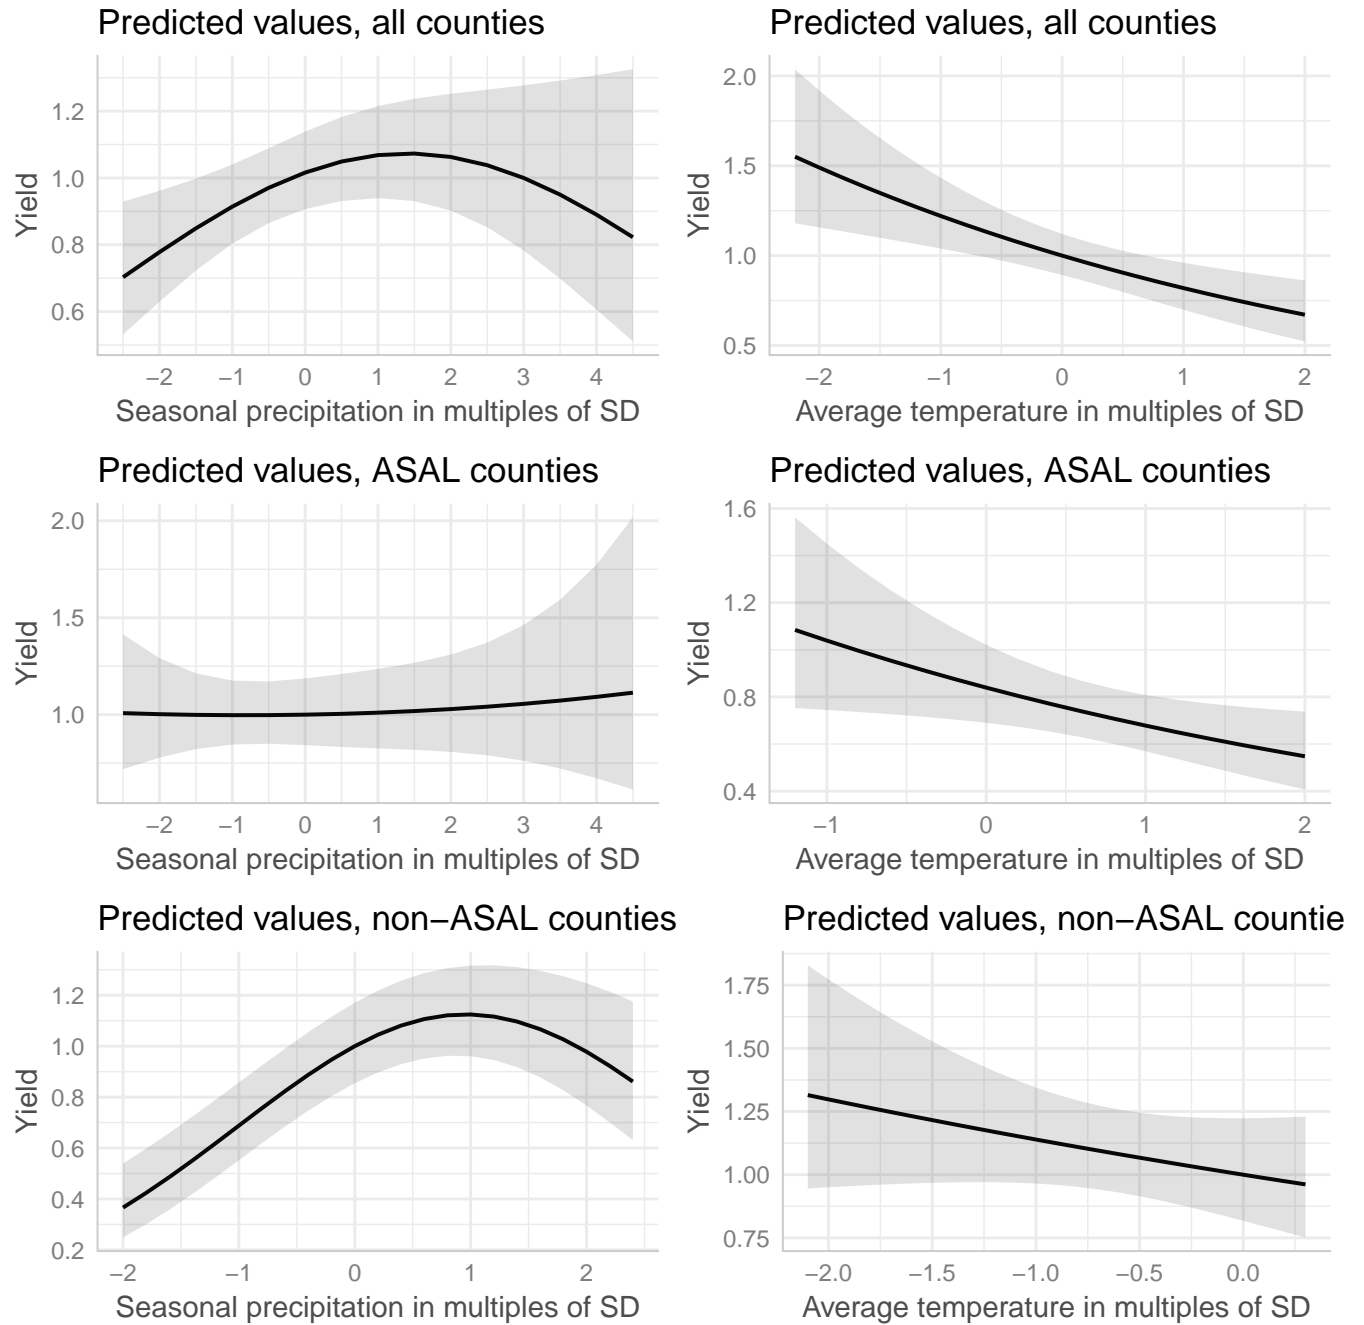 Predicted values, all counties
1.2
1.0
0.8
0.6
Yield
−2 −1 0 1 2 3 4
Seasonal precipitation in multiples of SD
Predicted values, all counties
2.0
1.5
1.0
0.5
Yield
−2 −1 0 1 2
Average temperature in multiples of SD
Predicted values, ASAL counties
2.0
1.5
1.0
Yield
−2 −1 0 1 2 3 4
Seasonal precipitation in multiples of SD
Predicted values, ASAL counties
1.6
1.2
0.8
0.4
Yield
−1 0 1 2
Average temperature in multiples of SD
Predicted values, non−ASAL counties
1.2
1.0
0.8
0.6
0.4
0.2
Yield
−2 −1 0 1 2
Seasonal precipitation in multiples of SD
Predicted values, non−ASAL countie
1.75
1.50
1.25
1.00
0.75
Yield
−2.0 −1.5 −1.0 −0.5 0.0
Average temperature in multiples of SD